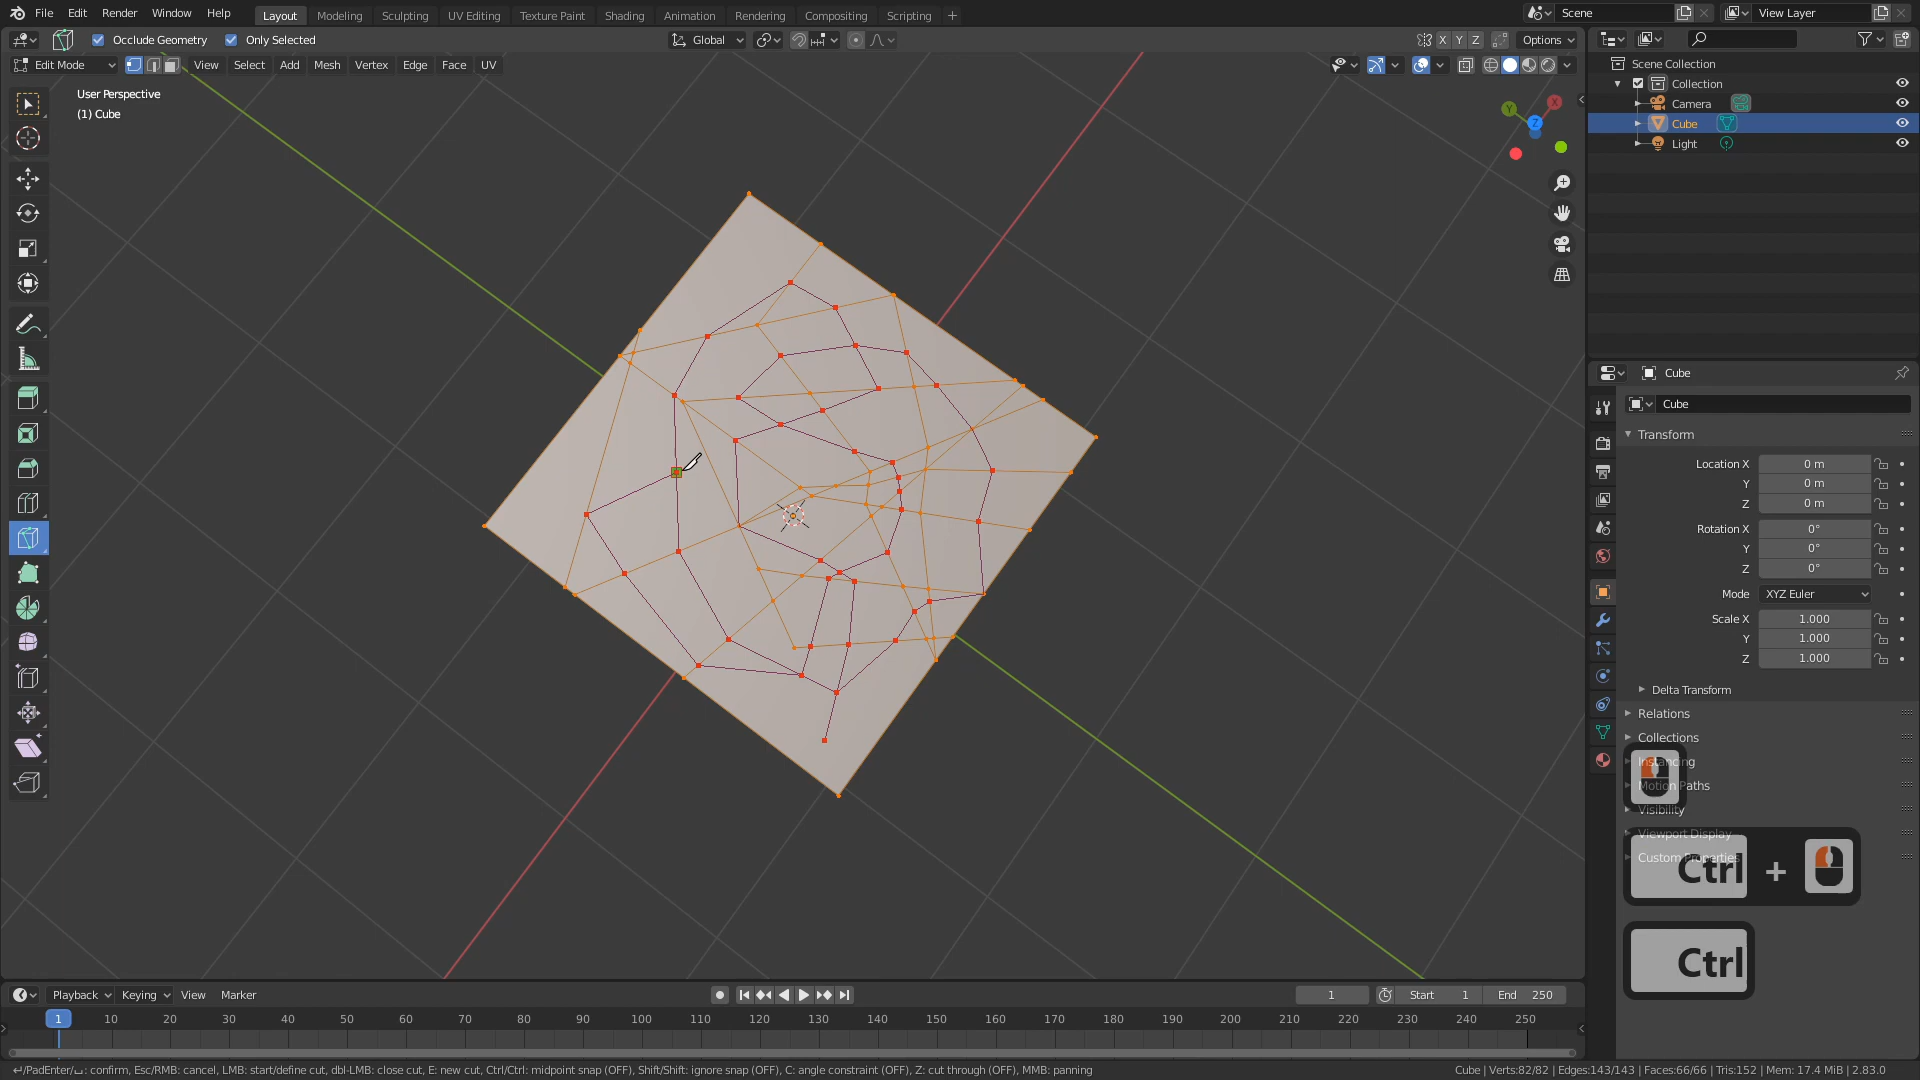 File Edit Render Window Help Layout Modeling Sculpting UV Editing Texture Paint Shading Animation Rendering Compositing Scripting + Scene View Layer
Occlude Geometry Only Selected Global X Y Z Options
Edit Mode View Select Add Mesh Vertex Edge Face UV
User Perspective
(1) Cube
Y X Z
Scene Collection
Collection
Camera
Cube
Light
Cube
Cube
Transform
Location X 0 m
Y 0 m
Z 0 m
Rotation X 0°
Y 0°
Z 0°
Mode XYZ Euler
Scale X 1.000
Y 1.000
Z 1.000
Delta Transform
Relations
Collections
Instancing
Motion Paths
Visibility
Viewport Display
Custom Properties
Ctrl +
Ctrl
Playback Keying View Marker 1 Start 1 End 250
1 10 20 30 40 50 60 70 80 90 100 110 120 130 140 150 160 170 180 190 200 210 220 230 240 250
/PadEnter/: confirm, Esc/RMB: cancel, LMB: start/define cut, dbl-LMB: close cut, E: new cut, Ctrl/Ctrl: midpoint snap (OFF), Shift/Shift: ignore snap (OFF), C: angle constraint (OFF), Z: cut through (OFF), MMB: panning Cube | Verts:82/82 | Edges:143/143 | Faces:66/66 | Tris:152 | Mem: 17.4 MiB | 2.83.0